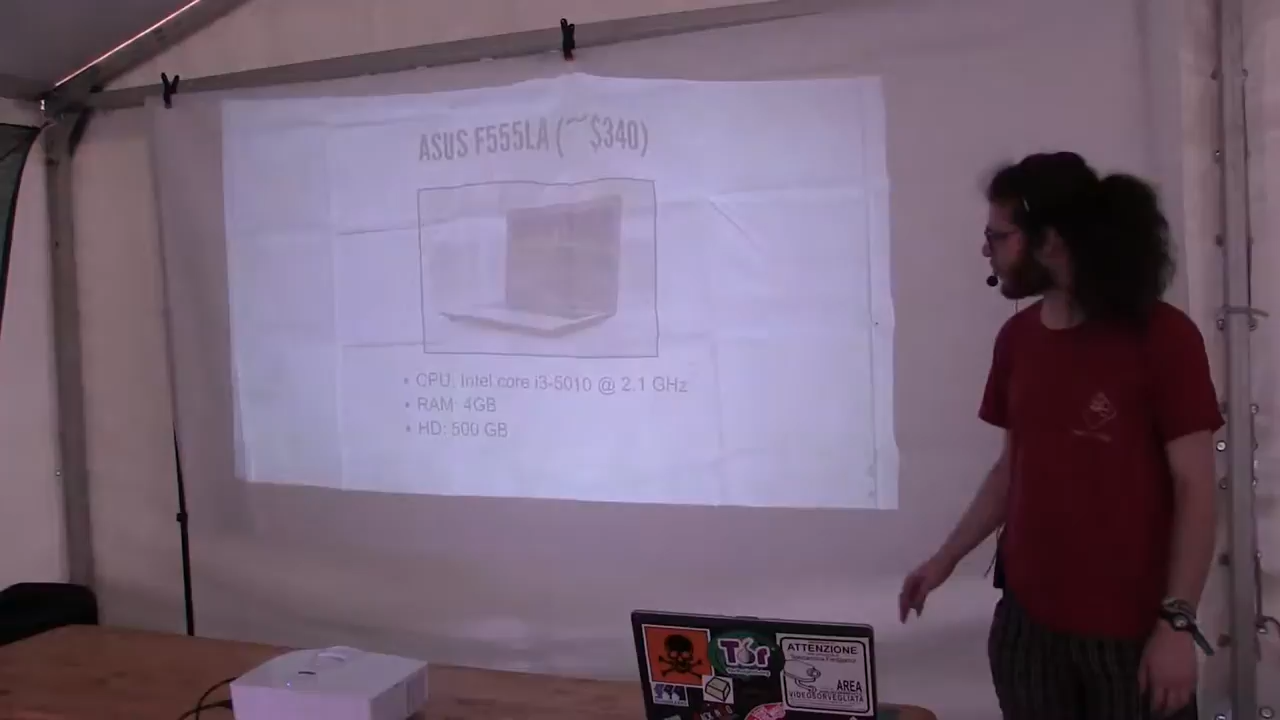 ASUS F555LA (~$340)
• CPU: Intel core i3-5010 @ 2.1 GHz
• RAM: 4GB
• HD: 500 GB
Tor
ATTENZIONE
AREA
VIDEOSORVEGLIATA